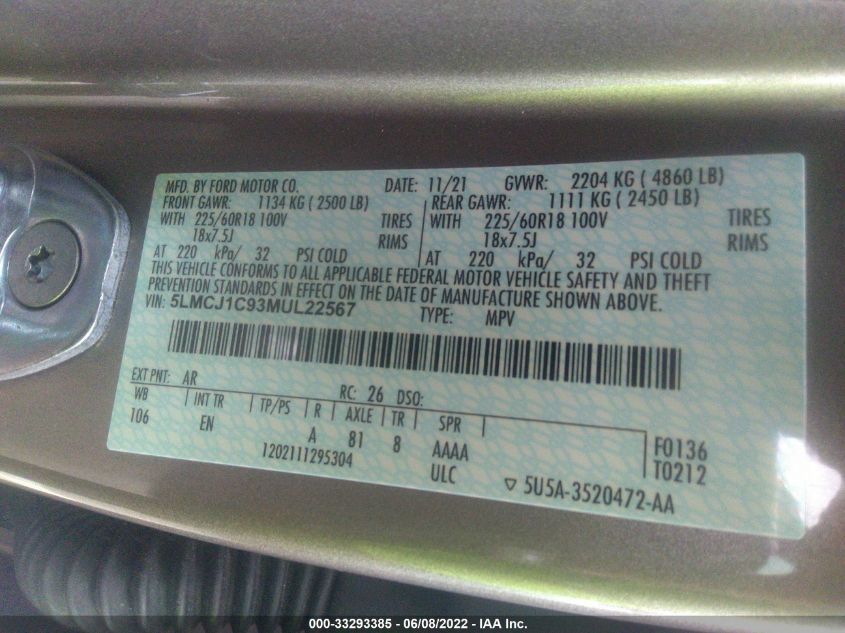 MFD. BY FORD MOTOR CO. DATE: 11/21 GVWR: 2204 KG ( 4860 LB)
FRONT GAWR: 1134 KG ( 2500 LB) REAR GAWR: 1111 KG ( 2450 LB)
WITH 225/60R18 100V TIRES WITH 225/60R18 100V TIRES
18x7.5J RIMS 18x7.5J RIMS
AT 220 kPa/ 32 PSI COLD AT 220 kPa/ 32 PSI COLD
THIS VEHICLE CONFORMS TO ALL APPLICABLE FEDERAL MOTOR VEHICLE SAFETY AND THEFT
PREVENTION STANDARDS IN EFFECT ON THE DATE OF MANUFACTURE SHOWN ABOVE.
VIN: 5LMCJ1C93MUL22567 TYPE: MPV
EXT PNT: AR RC: 26 DSO:
WB INT TR TP/PS R AXLE TR SPR
106 EN A 81 8 AAAA F0136
1202111295304 ULC T0212
5U5A-3520472-AA
000-33293385 - 06/08/2022 - IAA Inc.